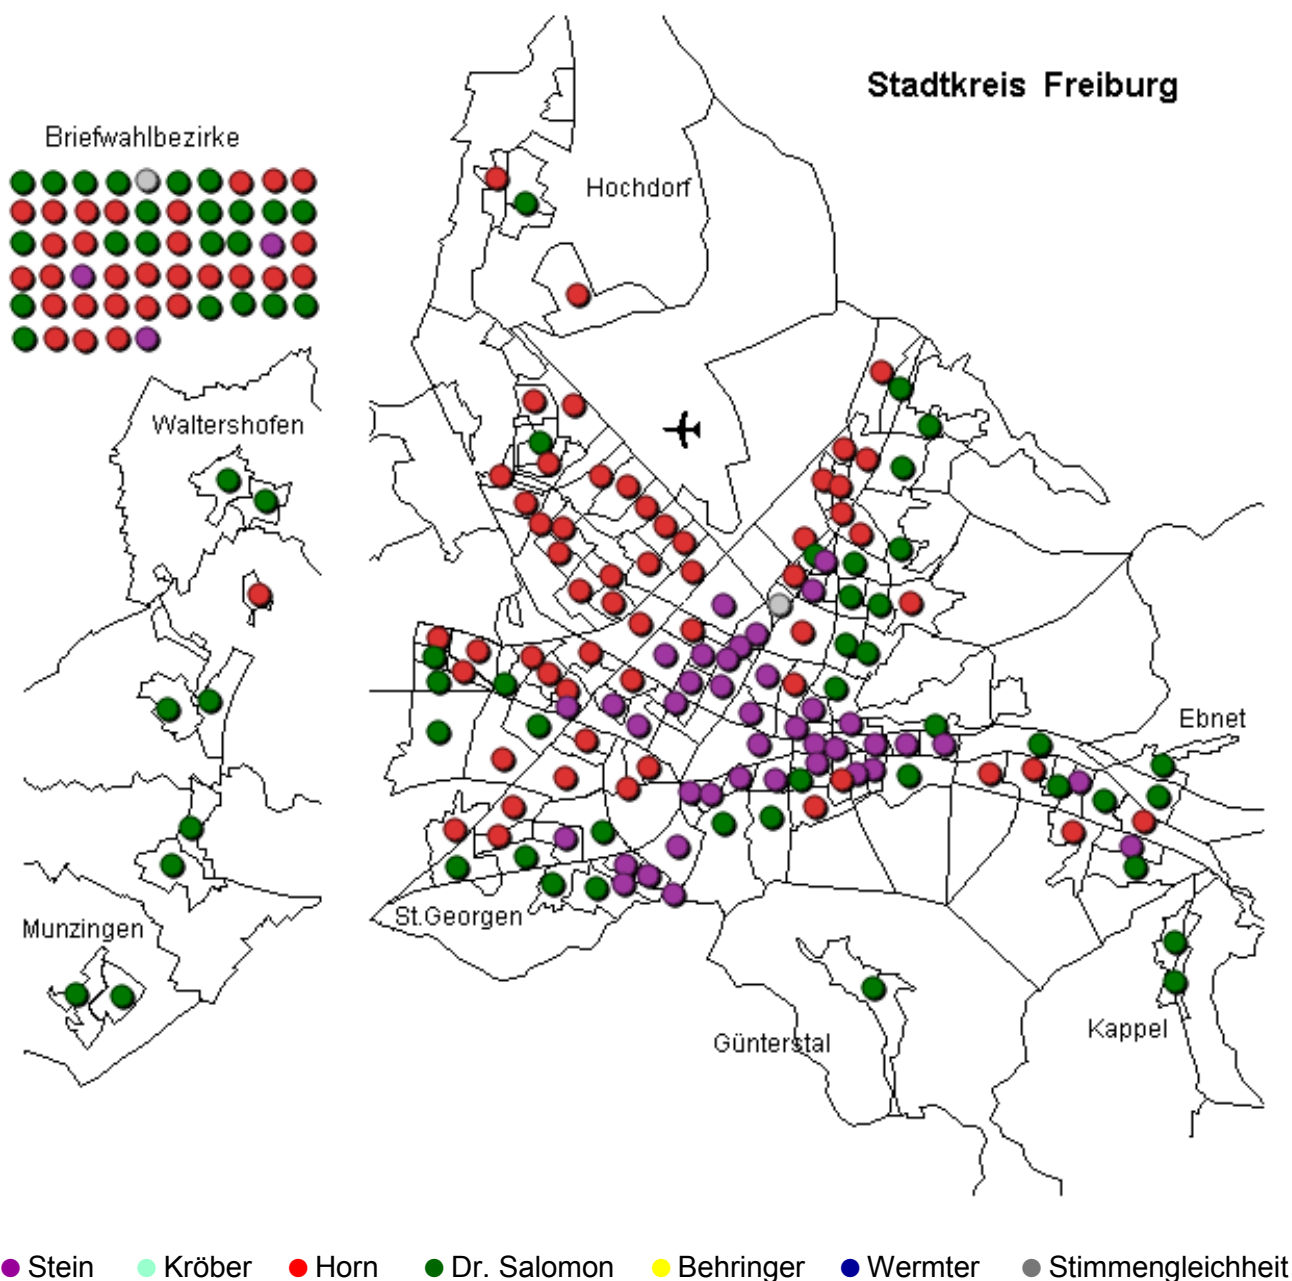 Stadtkreis Freiburg
Briefwahlbezirke
Hochdorf
Waltershofen
Ebnet
St.Georgen
Munzingen
Kappel
Günterstal
Stein
Kröber
Horn
Dr. Salomon
Behringer
Wermter
Stimmengleichheit